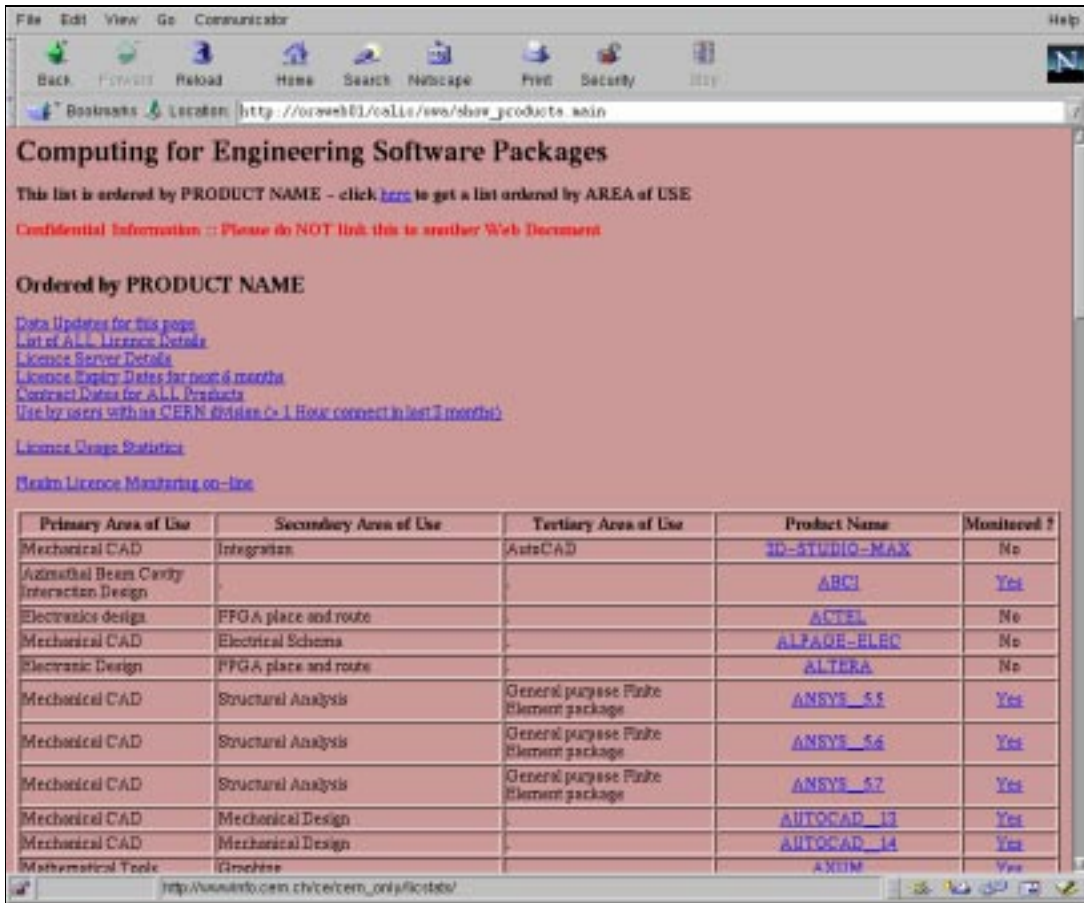 File Edit View Go Communicator Help
Back Forward Reload Home Search Netscape Print Security Stop
N
Bookmarks Location: http://oraweb01/calis/owa/show_products.main
Computing for Engineering Software Packages
This list is ordered by PRODUCT NAME – click here to get a list ordered by AREA of USE
Confidential Information :: Please do NOT link this to another Web Document
Ordered by PRODUCT NAME
Data Updates for this page
List of ALL Licence Details
Licence Server Details
Licence Expiry Dates for next 6 months
Contract Dates for ALL Products
Use by users with no CERN division (> 1 Hour connect in last 3 months)
Licence Usage Statistics
Flexlm Licence Monitoring on-line
Primary Area of Use Secondary Area of Use Tertiary Area of Use Product Name Monitored ?
Mechanical CAD Integration AutoCAD 3D-STUDIO-MAX No
Azimuthal Beam Cavity
Interaction Design . . ABCI Yes
Electronics design FPGA place and route . ACTEL No
Mechanical CAD Electrical Schema . ALPAGE-ELEC No
Electronic Design FPGA place and route . ALTERA No
Mechanical CAD Structural Analysis General purpose Finite
Element package ANSYS__5.5 Yes
Mechanical CAD Structural Analysis General purpose Finite
Element package ANSYS__5.6 Yes
Mechanical CAD Structural Analysis General purpose Finite
Element package ANSYS__5.7 Yes
Mechanical CAD Mechanical Design . AUTOCAD__13 Yes
Mechanical CAD Mechanical Design . AUTOCAD__14 Yes
Mathematical Tools Graphing . AXUM Yes
http://wwwinfo.cern.ch/ce/cern_only/licstats/